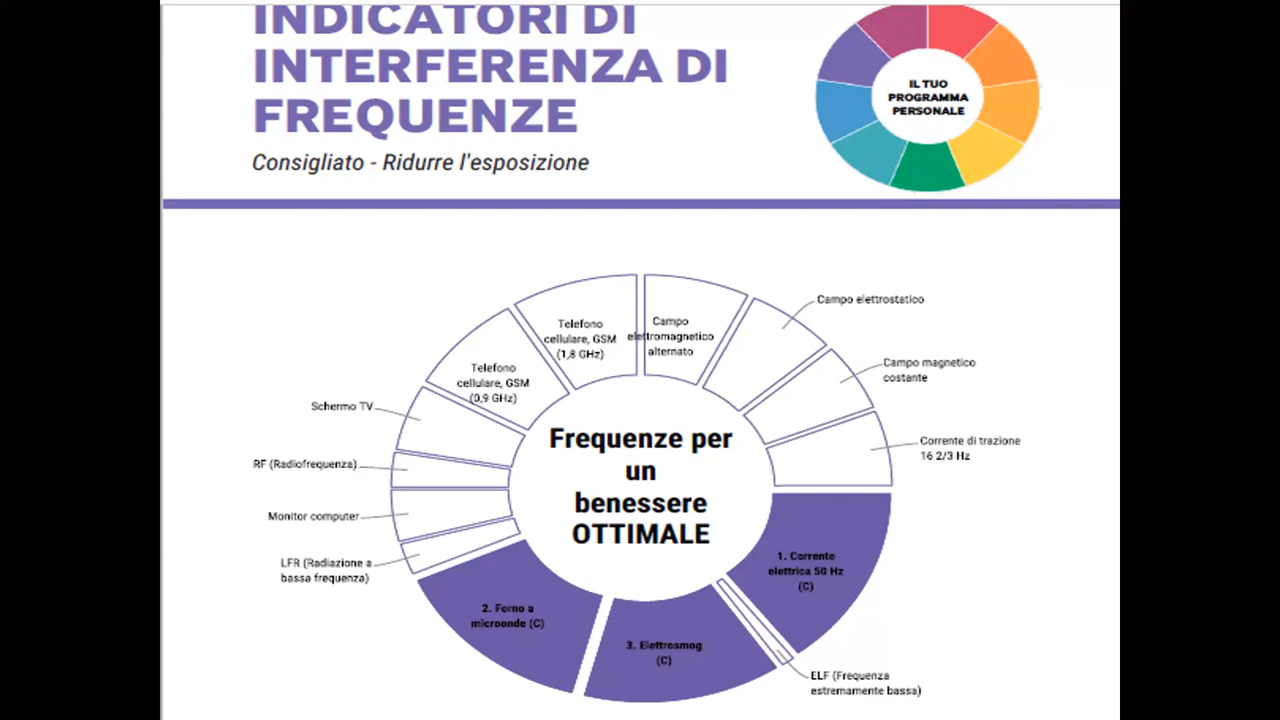 INDICATORI DI
INTERFERENZA DI
FREQUENZE
Consigliato - Ridurre l'esposizione
IL TUO
PROGRAMMA
PERSONALE
Campo elettrostatico
Telefono
cellulare, GSM
(1,8 GHz)
Campo
elettromagnetico
alternato
Campo magnetico
costante
Telefono
cellulare, GSM
(0,9 GHz)
Schermo TV
Corrente di trazione
16 2/3 Hz
Frequenze per
un
benessere
OTTIMALE
RF (Radiofrequenza)
Monitor computer
LFR (Radiazione a
bassa frequenza)
1. Corrente
elettrica 50 Hz
(C)
2. Forno a
microonde (C)
3. Elettrosmog
(C)
ELF (Frequenza
estremamente bassa)